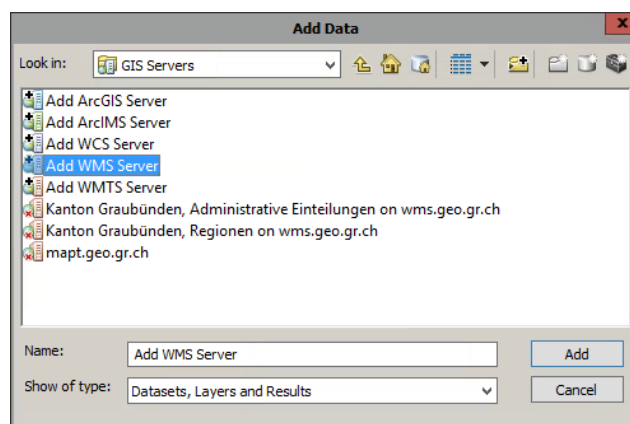 Add Data
x
Look in: GIS Servers
Add ArcGIS Server
Add ArcIMS Server
Add WCS Server
Add WMS Server
Add WMTS Server
Kanton Graubünden, Administrative Einteilungen on wms.geo.gr.ch
Kanton Graubünden, Regionen on wms.geo.gr.ch
mapt.geo.gr.ch
Name: Add WMS Server Add
Show of type: Datasets, Layers and Results Cancel